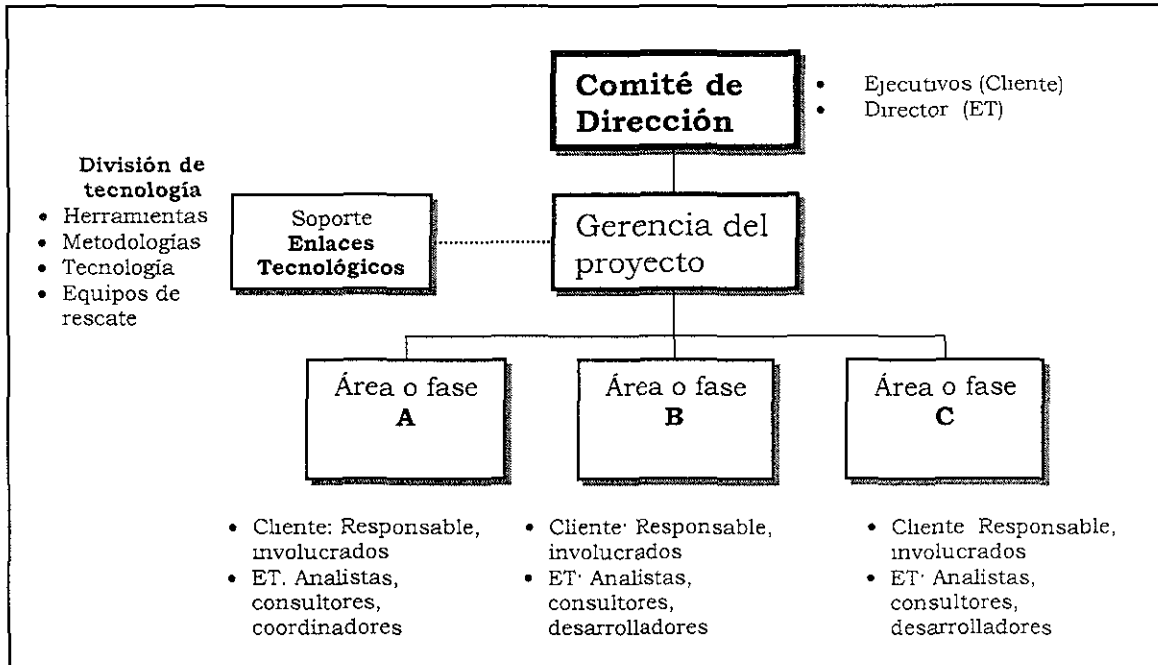 Comité de
Dirección
• Ejecutivos (Cliente)
• Director (ET)
División de
tecnología
• Herramientas
• Metodologías
• Tecnología
• Equipos de
rescate
Soporte
Enlaces
Tecnológicos
Gerencia del
proyecto
Área o fase
A
Área o fase
B
Área o fase
C
• Cliente: Responsable,
involucrados
• ET. Analistas,
consultores,
coordinadores
• Cliente· Responsable,
involucrados
• ET· Analistas,
consultores,
desarrolladores
• Cliente Responsable,
involucrados
• ET· Analistas,
consultores,
desarrolladores